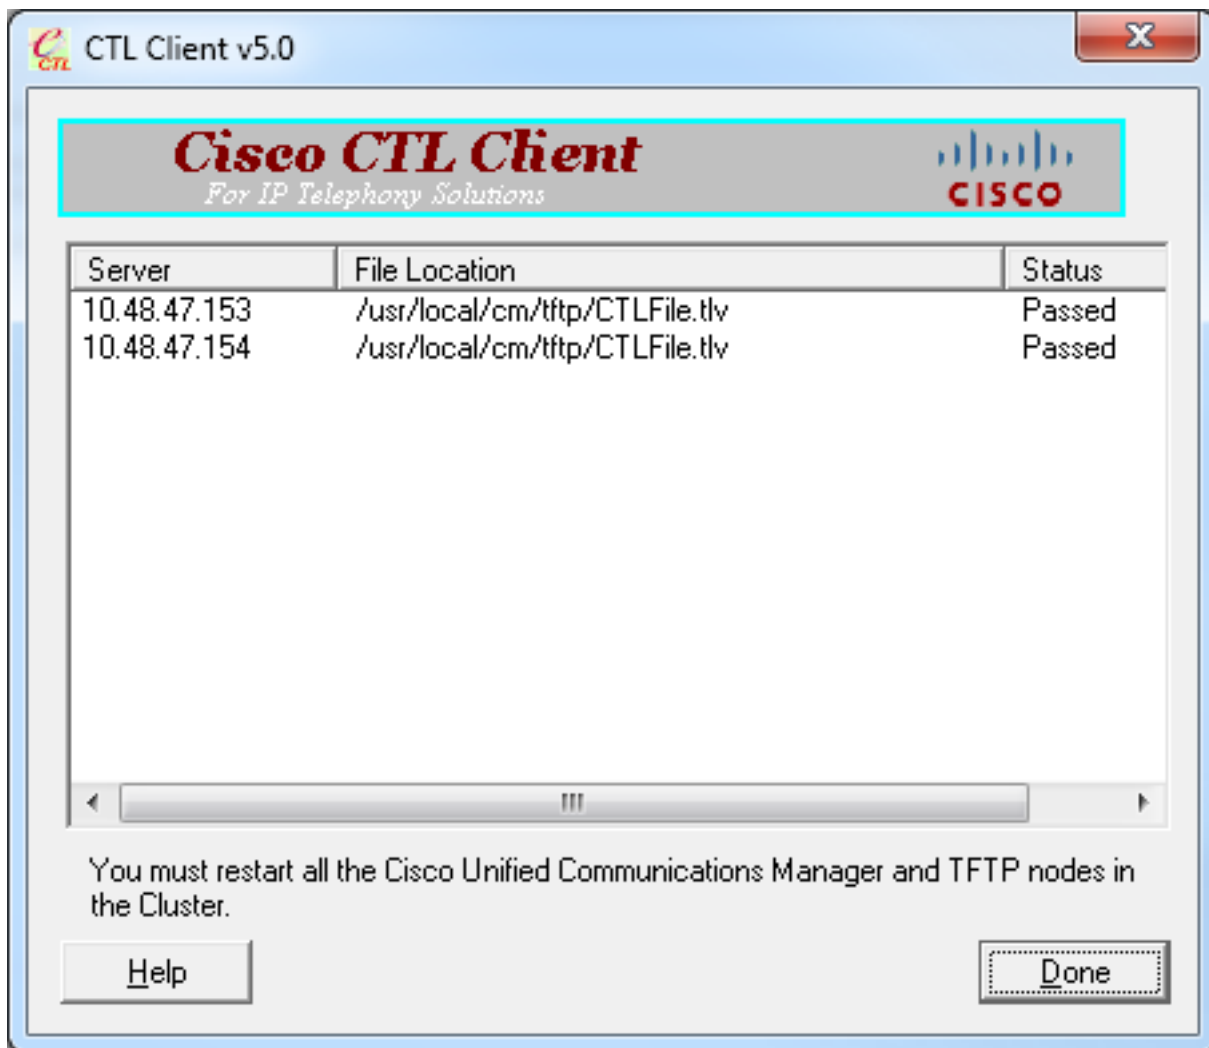 CTL Client v5.0
Cisco CTL Client
For IP Telephony Solutions
CISCO
Server File Location Status
10.48.47.153 /usr/local/cm/tftp/CTLFile.tlv Passed
10.48.47.154 /usr/local/cm/tftp/CTLFile.tlv Passed
You must restart all the Cisco Unified Communications Manager and TFTP nodes in
the Cluster.
Help Done